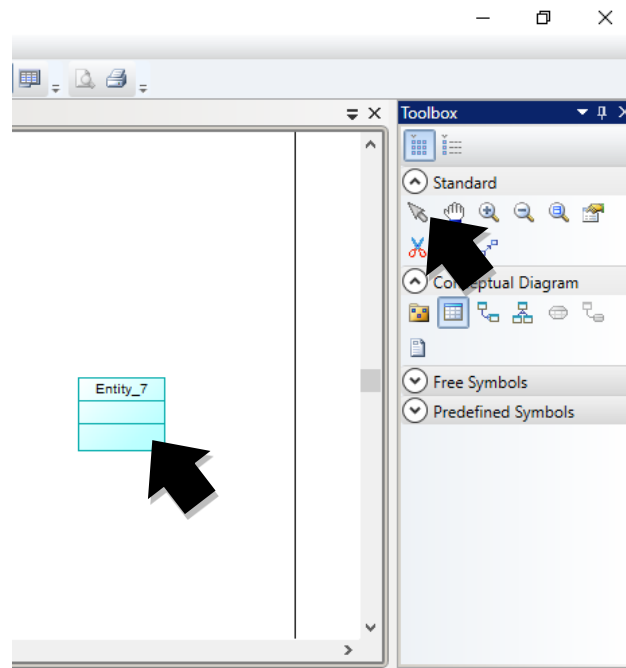 Toolbox
Standard
Conceptual Diagram
Entity_7
Free Symbols
Predefined Symbols